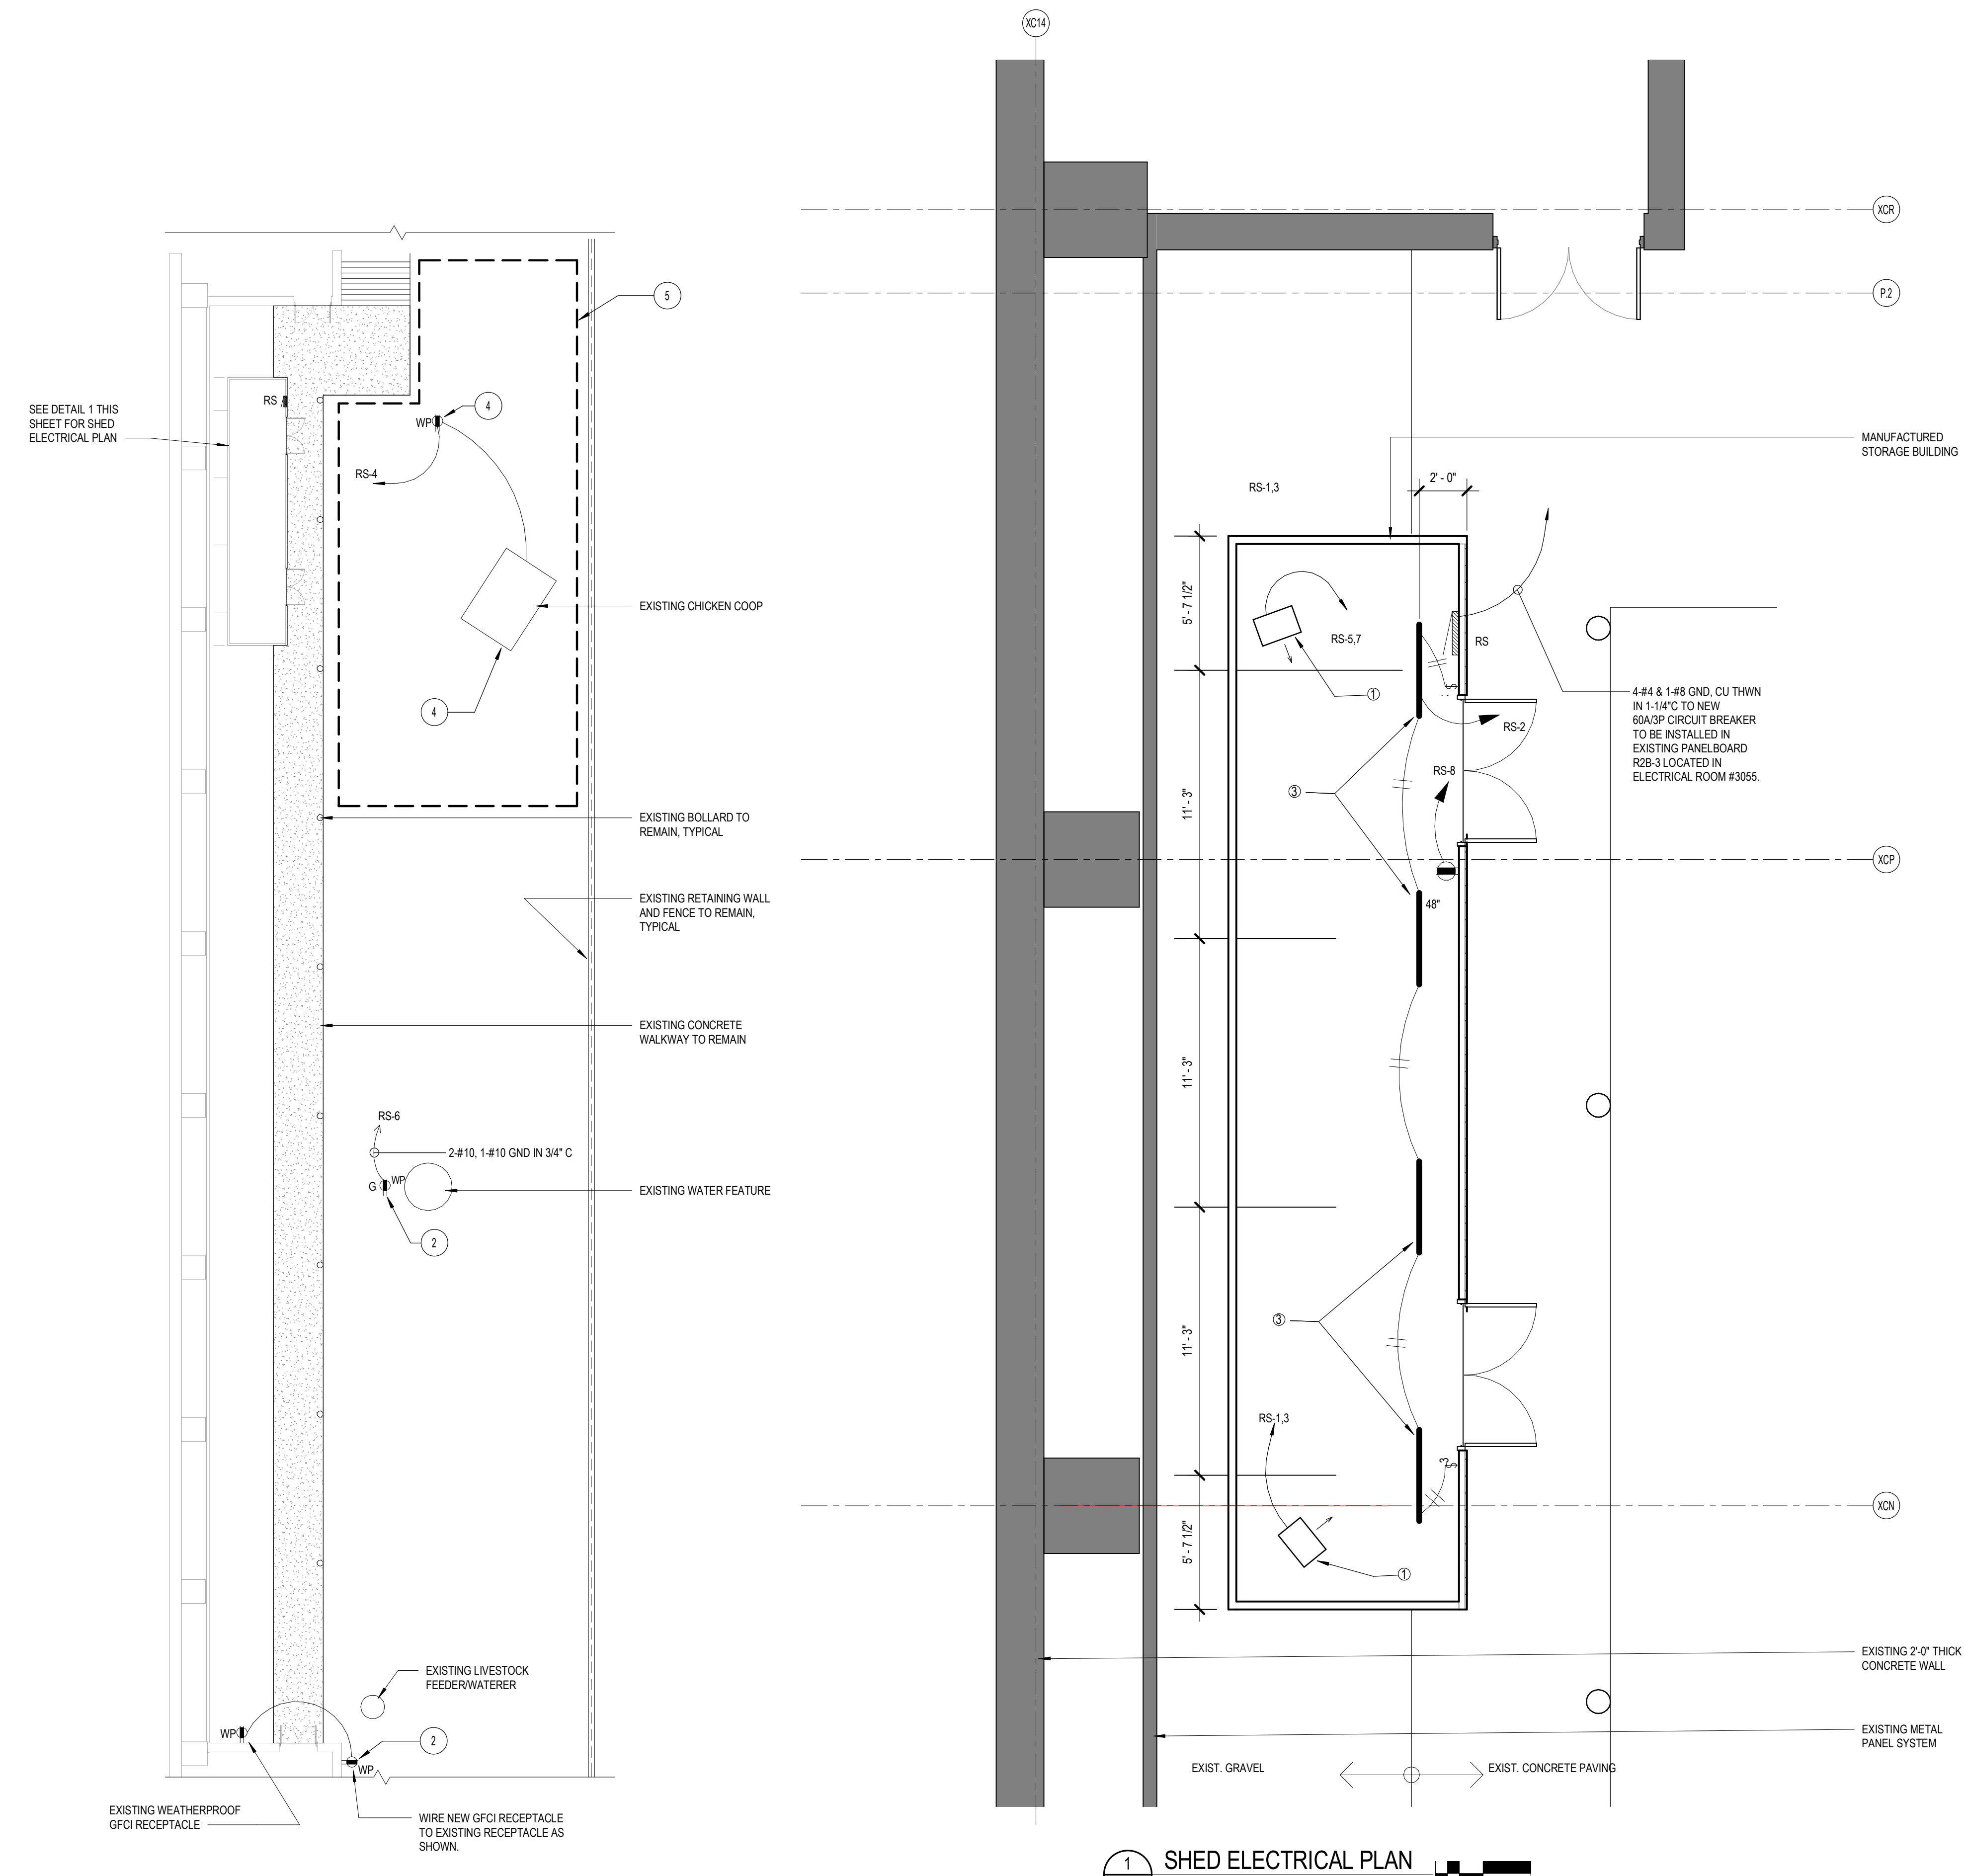 XC14
XCR
P.2
5
SEE DETAIL 1 THIS
SHEET FOR SHED
ELECTRICAL PLAN
RS
4
WP
RS-4
EXISTING CHICKEN COOP
4
EXISTING BOLLARD TO
REMAIN, TYPICAL
EXISTING RETAINING WALL
AND FENCE TO REMAIN,
TYPICAL
EXISTING CONCRETE
WALKWAY TO REMAIN
RS-6
2-#10, 1-#10 GND IN 3/4" C
G
WP
EXISTING WATER FEATURE
2
EXISTING LIVESTOCK
FEEDER/WATERER
WP
2
WP
EXISTING WEATHERPROOF
GFCI RECEPTACLE
WIRE NEW GFCI RECEPTACLE
TO EXISTING RECEPTACLE AS
SHOWN.
MANUFACTURED
STORAGE BUILDING
2' - 0"
RS-1,3
5' - 7 1/2"
RS-5,7
RS
1
$
4-#4 & 1-#8 GND, CU THWN
IN 1-1/4"C TO NEW
60A/3P CIRCUIT BREAKER
TO BE INSTALLED IN
EXISTING PANELBOARD
R2B-3 LOCATED IN
ELECTRICAL ROOM #3055.
RS-2
RS-8
3
11' - 3"
XCP
48"
11' - 3"
3
11' - 3"
RS-1,3
$3
XCN
5' - 7 1/2"
1
EXISTING 2'-0" THICK
CONCRETE WALL
EXISTING METAL
PANEL SYSTEM
EXIST. GRAVEL
EXIST. CONCRETE PAVING
1
SHED ELECTRICAL PLAN